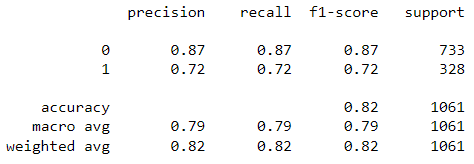 precision recall f1-score support
0 0.87 0.87 0.87 733
1 0.72 0.72 0.72 328
accuracy 0.82 1061
macro avg 0.79 0.79 0.79 1061
weighted avg 0.82 0.82 0.82 1061